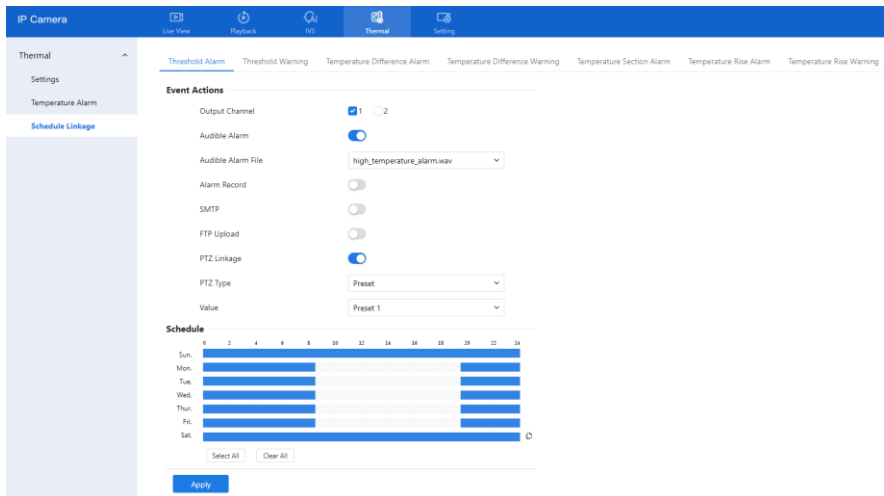 IP Camera
Live View Playback IVS Thermal Setting
Thermal
Settings
Temperature Alarm
Schedule Linkage
Threshold Alarm Threshold Warning Temperature Difference Alarm Temperature Difference Warning Temperature Section Alarm Temperature Rise Alarm Temperature Rise Warning
Event Actions
Output Channel 1 2
Audible Alarm
Audible Alarm File high_temperature_alarm.wav
Alarm Record
SMTP
FTP Upload
PTZ Linkage
PTZ Type Preset
Value Preset 1
Schedule
0 2 4 6 8 10 12 14 16 18 20 22 24
Sun.
Mon.
Tue.
Wed.
Thur.
Fri.
Sat.
Select All Clear All
Apply